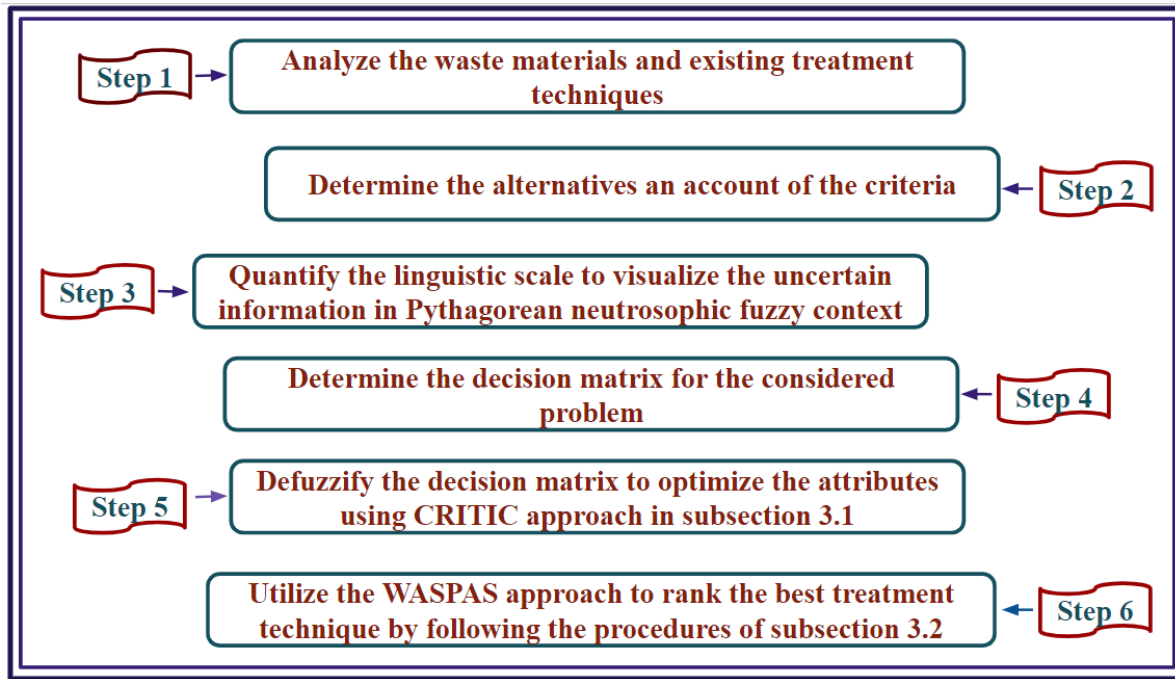 Step 1
Analyze the waste materials and existing treatment
techniques
Determine the alternatives an account of the criteria
Step 2
Step 3
Quantify the linguistic scale to visualize the uncertain
information in Pythagorean neutrosophic fuzzy context
Determine the decision matrix for the considered
problem
Step 4
Step 5
Defuzzify the decision matrix to optimize the attributes
using CRITIC approach in subsection 3.1
Utilize the WASPAS approach to rank the best treatment
technique by following the procedures of subsection 3.2
Step 6